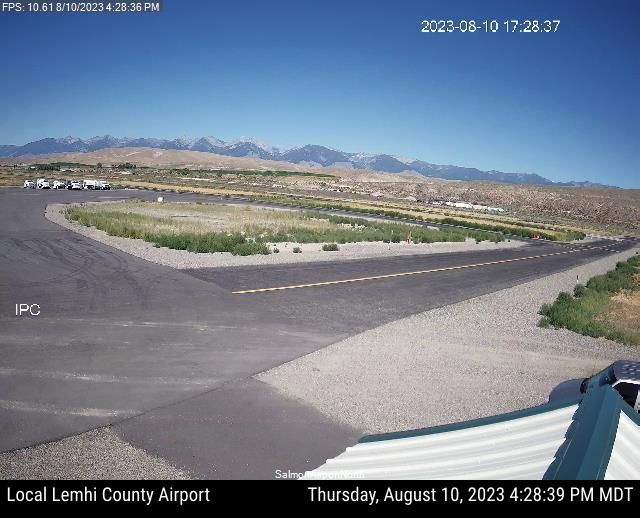 FPS: 10.61 8/10/2023 4:28:36 PM
2023-08-10 17:28:37
IPC
Local Lemhi County Airport
Thursday, August 10, 2023 4:28:39 PM MDT